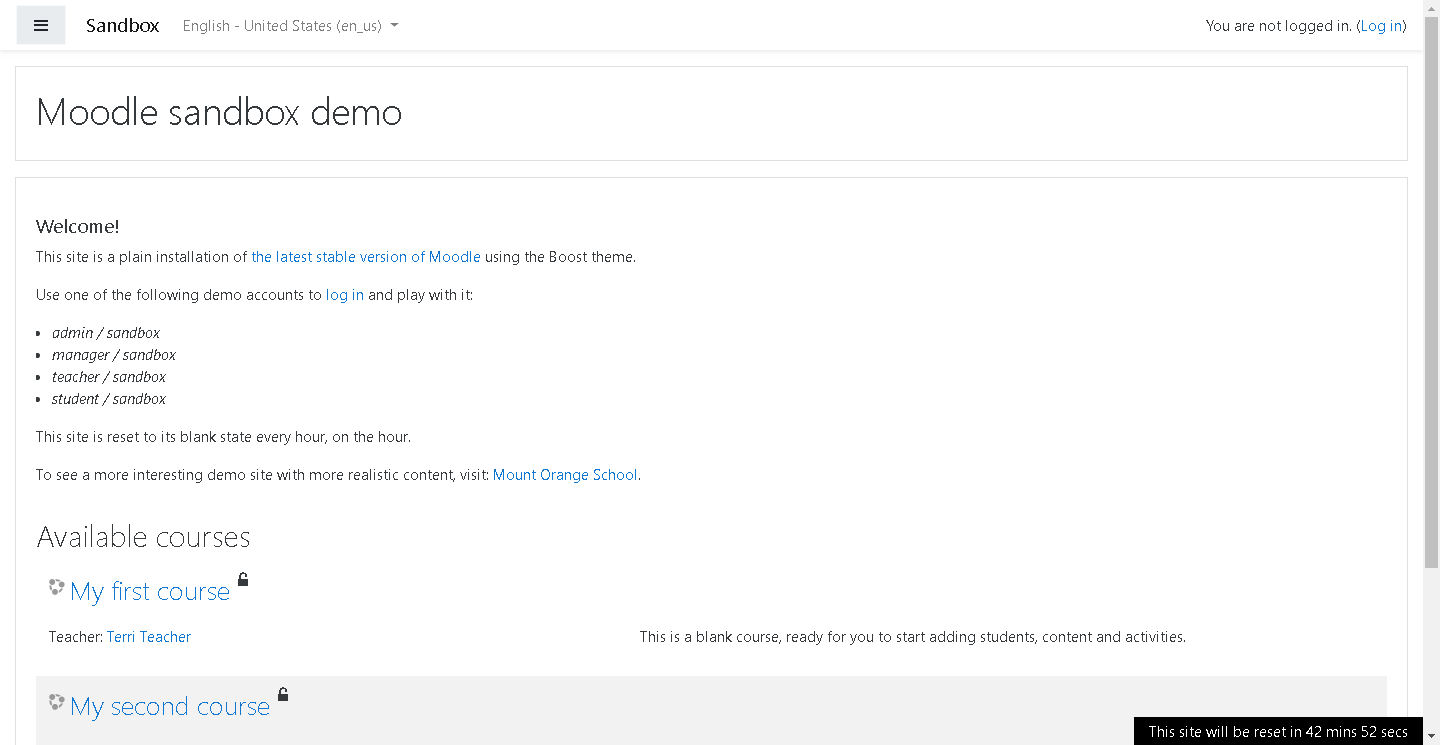 Sandbox English - United States (en_us) You are not logged in. (Log in)
Moodle sandbox demo
Welcome!
This site is a plain installation of the latest stable version of Moodle using the Boost theme.
Use one of the following demo accounts to log in and play with it:
admin / sandbox
manager / sandbox
teacher / sandbox
student / sandbox
This site is reset to its blank state every hour, on the hour.
To see a more interesting demo site with more realistic content, visit: Mount Orange School.
Available courses
My first course
Teacher: Terri Teacher This is a blank course, ready for you to start adding students, content and activities.
My second course
This site will be reset in 42 mins 52 secs